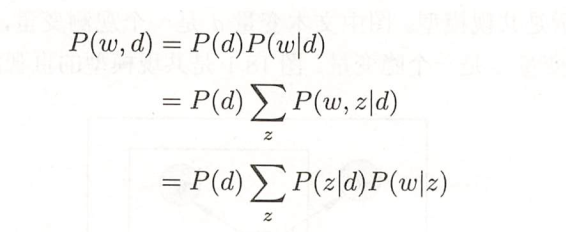 P(w, d) = P(d)P(w|d)
= P(d) ∑_z P(w, z|d)
= P(d) ∑_z P(z|d)P(w|z)